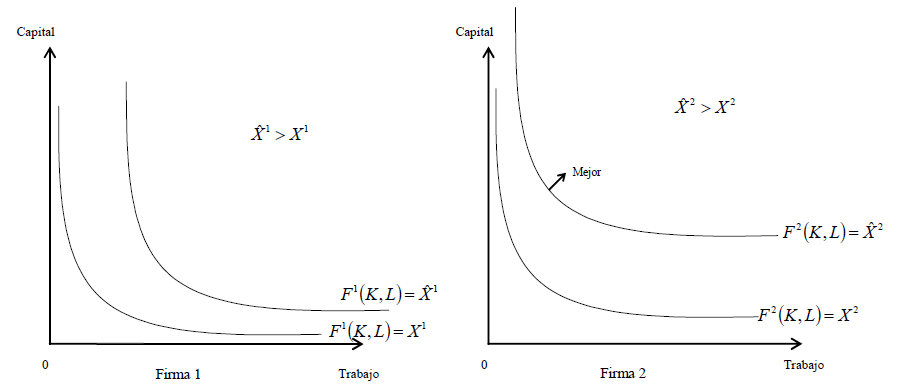 Capital
X̂¹ > X¹
F¹(K,L)= X̂¹
F¹(K,L)= X¹
0
Firma 1
Trabajo
Capital
X̂² > X²
Mejor
F²(K,L)= X̂²
F²(K,L)= X²
0
Firma 2
Trabajo